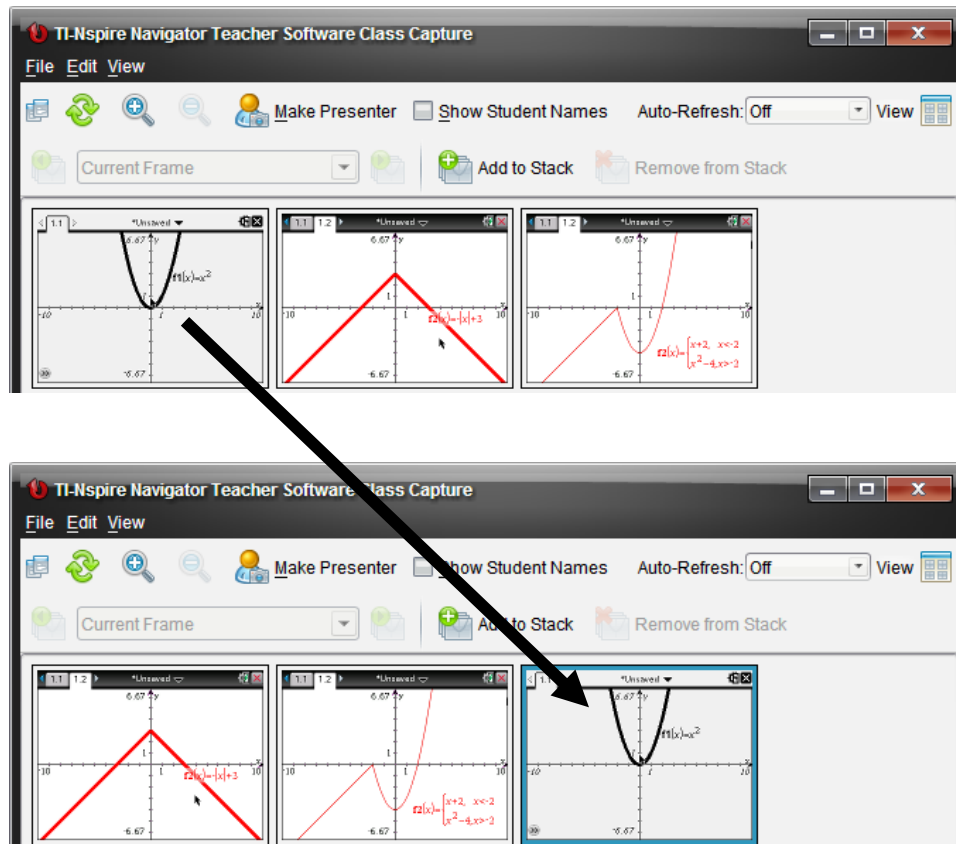 TI-Nspire Navigator Teacher Software Class Capture
File Edit View
Make Presenter Show Student Names Auto-Refresh: Off View
Current Frame Add to Stack Remove from Stack
1.1 *Unsaved
6.67 y
f1(x)=x²
1
-10 1 x 10
-6.67
1.1 1.2 *Unsaved
6.67 y
1
-10 1 x 10
f2(x)=-|x|+3
-6.67
1.1 1.2 *Unsaved
6.67 y
1
-10 1 x 10
f2(x)={x+2, x<-2
x²-4,x>-2
-6.67
TI-Nspire Navigator Teacher Software Class Capture
File Edit View
Make Presenter Show Student Names Auto-Refresh: Off View
Current Frame Add to Stack Remove from Stack
1.1 1.2 *Unsaved
6.67 y
1
-10 1 x 10
f2(x)=-|x|+3
-6.67
1.1 1.2 *Unsaved
6.67 y
1
-10 1 x 10
f2(x)={x+2, x<-2
x²-4,x>-2
-6.67
*Unsaved
6.67 y
f1(x)=x²
-10 1 x 10
-6.67